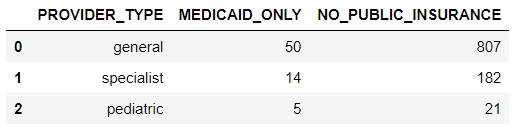 PROVIDER_TYPE MEDICAID_ONLY NO_PUBLIC_INSURANCE
0 general 50 807
1 specialist 14 182
2 pediatric 5 21